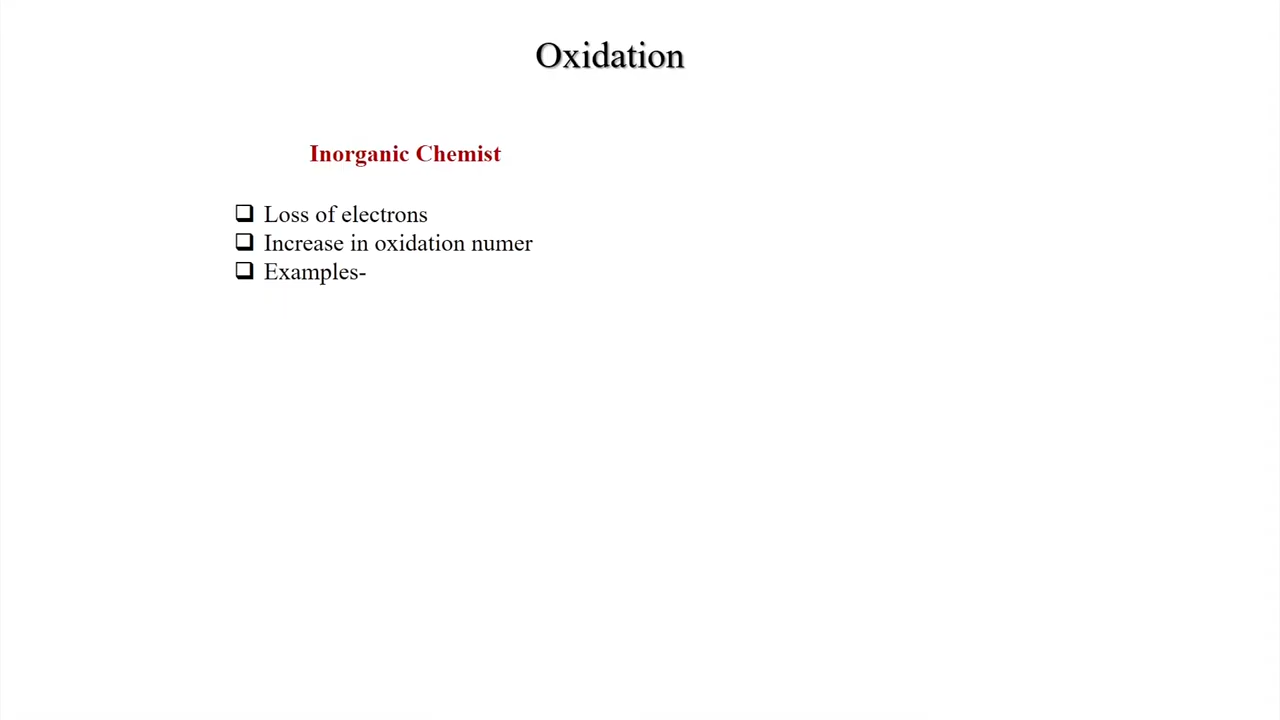 Oxidation
Inorganic Chemist
❑ Loss of electrons
❑ Increase in oxidation numer
❑ Examples-